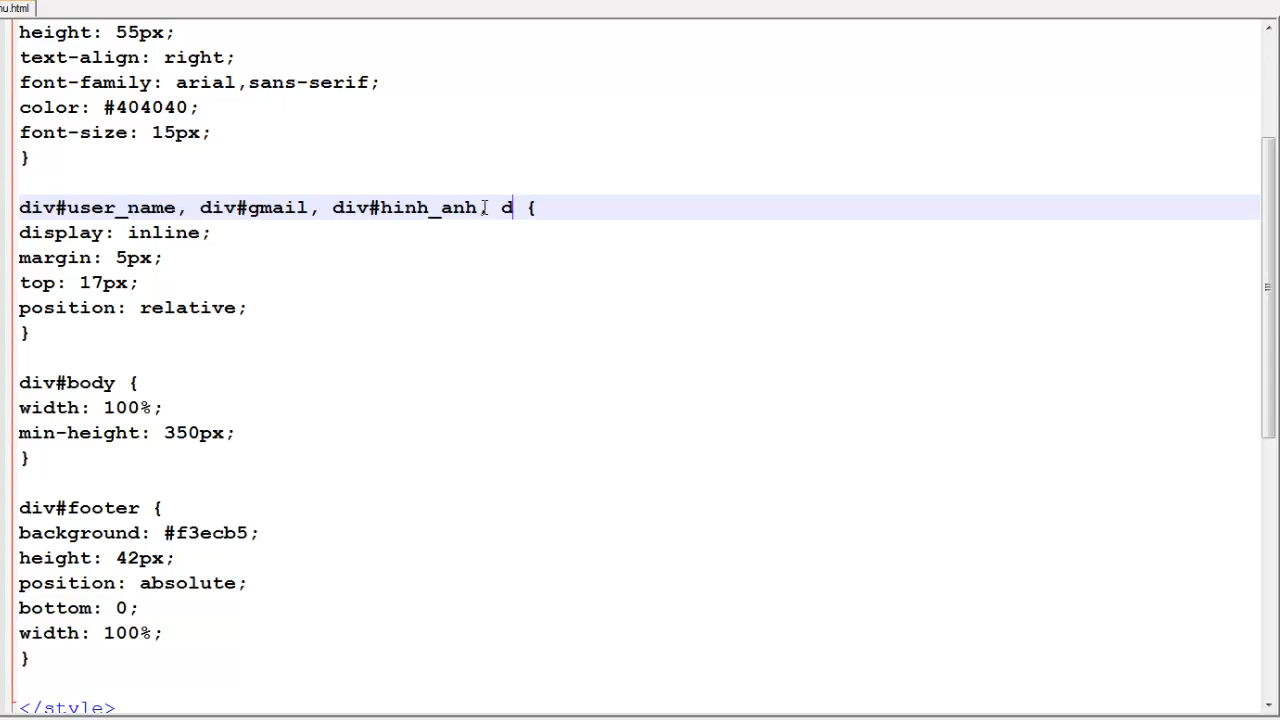 nu.html
height: 55px;
text-align: right;
font-family: arial,sans-serif;
color: #404040;
font-size: 15px;
}
div#user_name, div#gmail, div#hinh_anh, d {
display: inline;
margin: 5px;
top: 17px;
position: relative;
}
div#body {
width: 100%;
min-height: 350px;
}
div#footer {
background: #f3ecb5;
height: 42px;
position: absolute;
bottom: 0;
width: 100%;
}
</style>